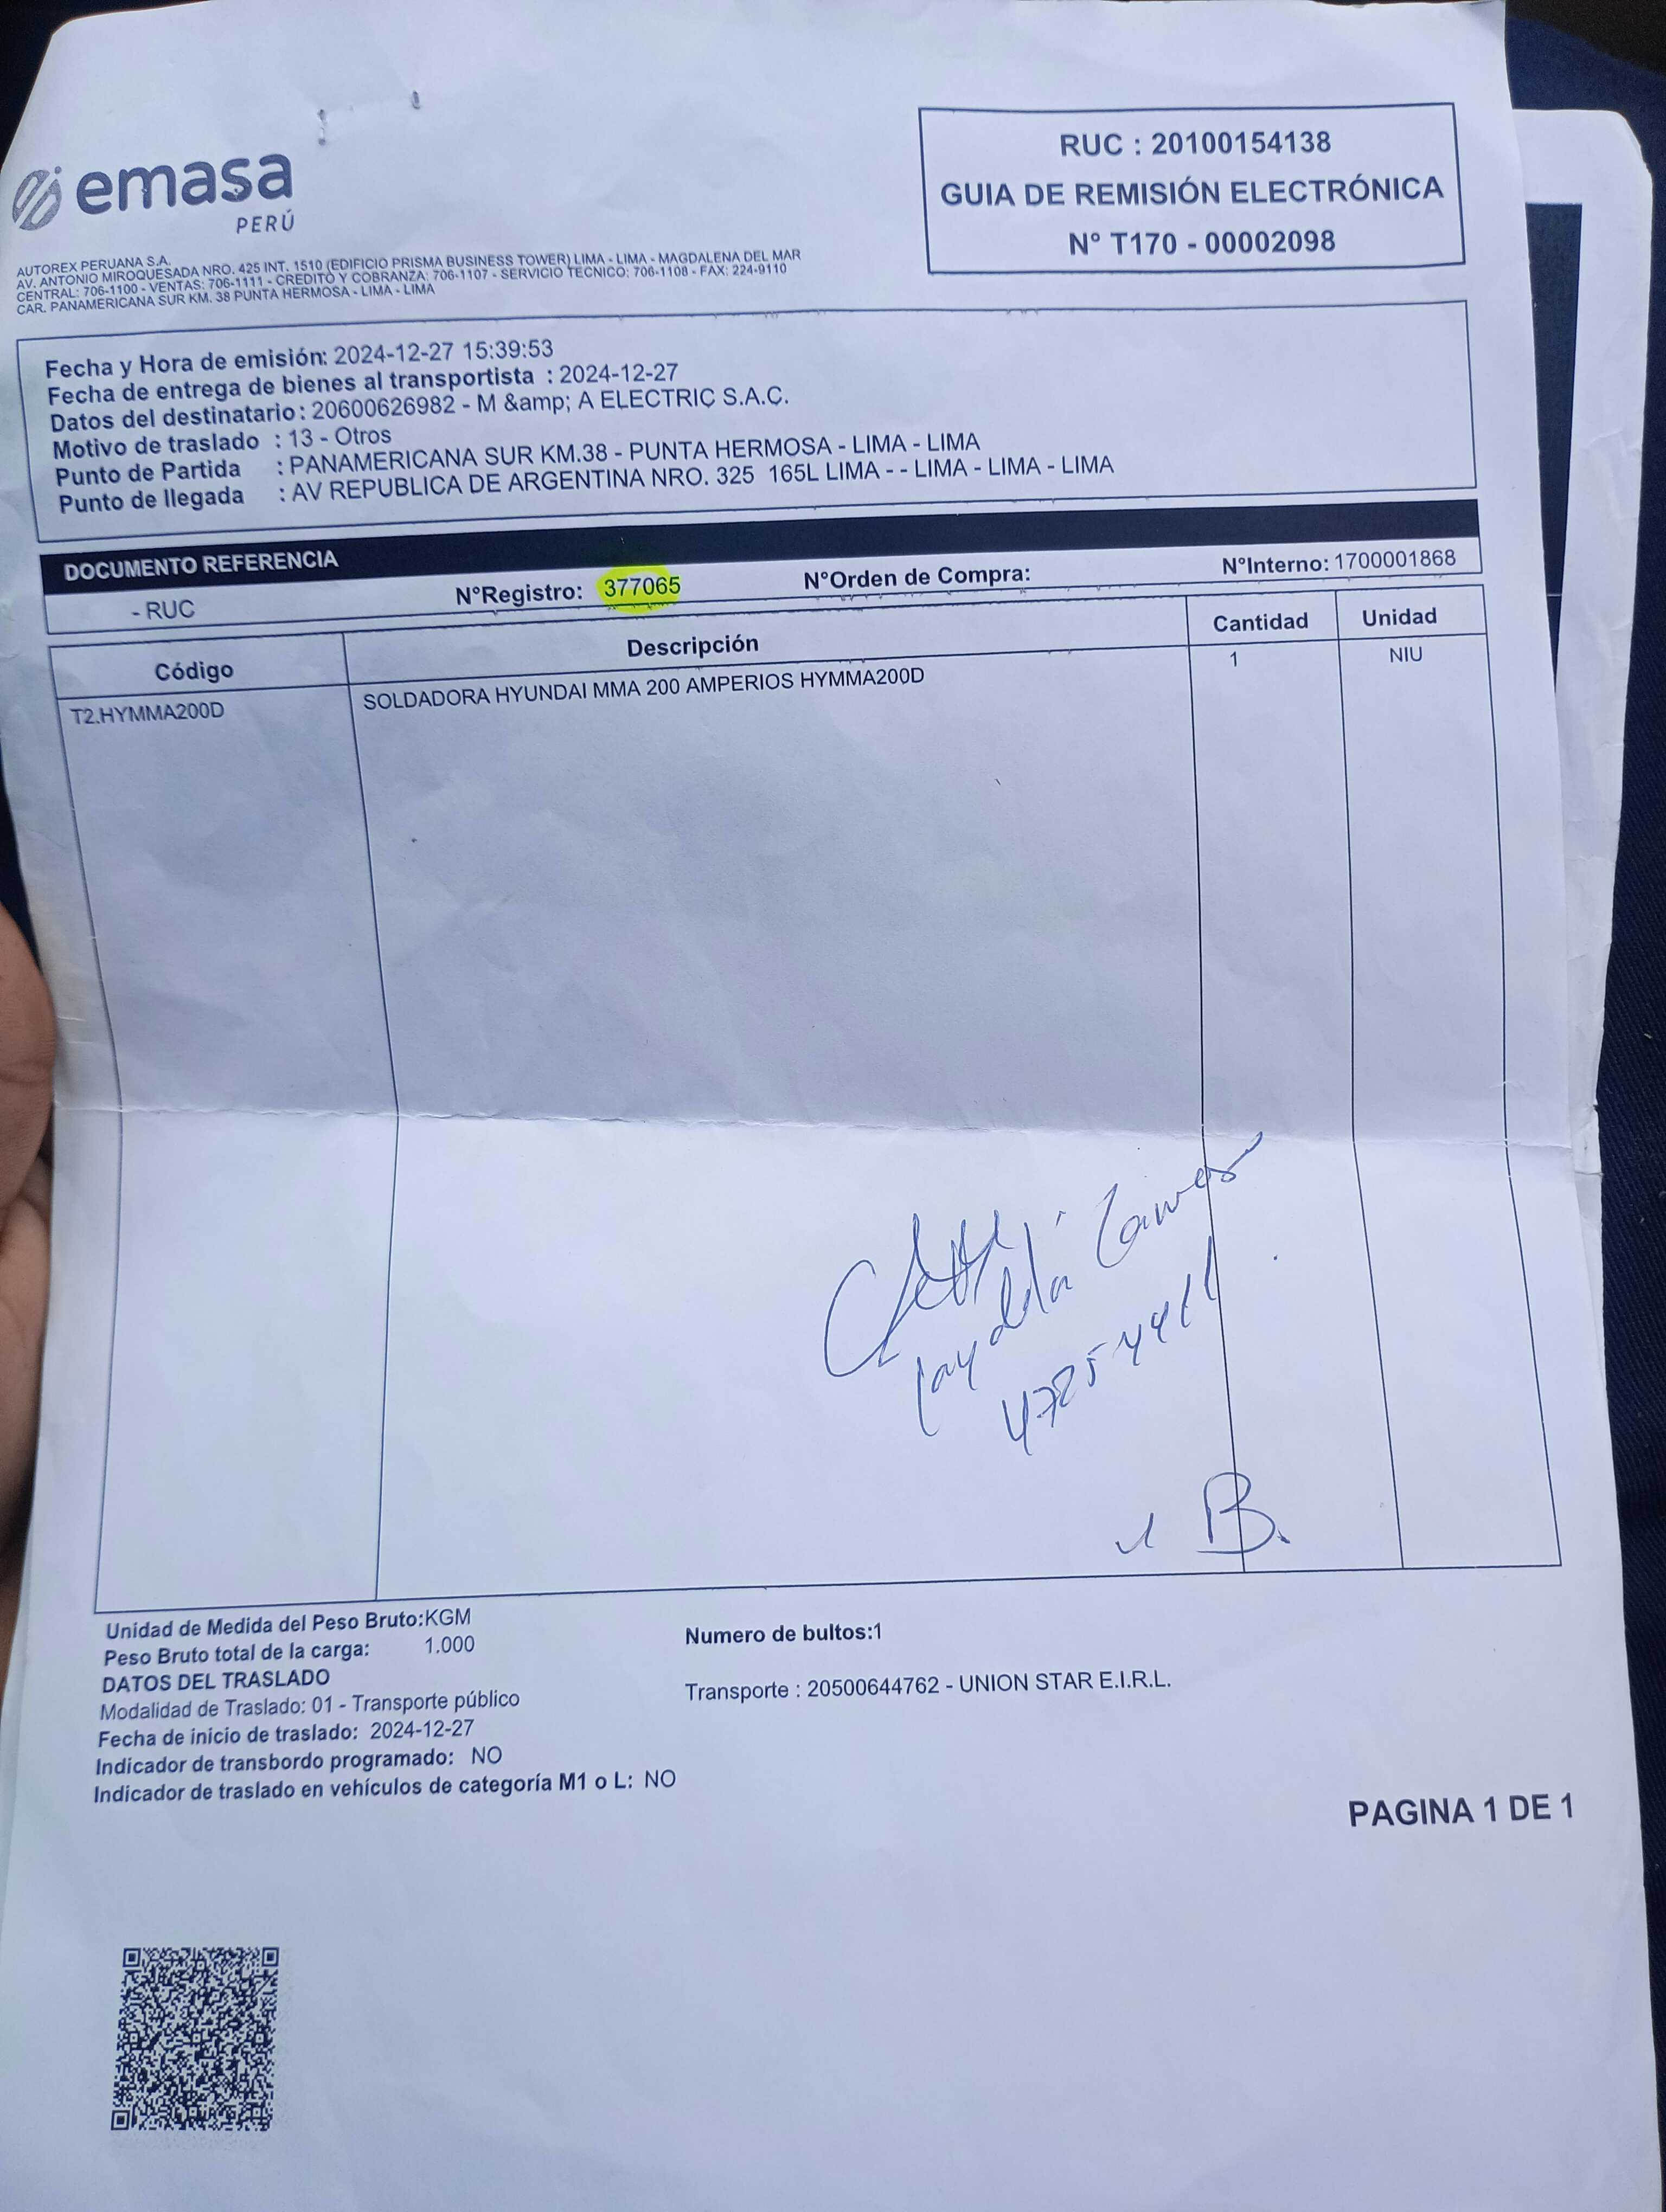 emasa
PERÚ
RUC : 20100154138
GUIA DE REMISIÓN ELECTRÓNICA
N° T170 - 00002098
AUTOREX PERUANA S.A.
AV. ANTONIO MIROQUESADA NRO. 425 INT. 1510 (EDIFICIO PRISMA BUSINESS TOWER) LIMA - LIMA - MAGDALENA DEL MAR
CENTRAL: 706-1100 - VENTAS: 706-1111 - CREDITO Y COBRANZA: 706-1107 - SERVICIO TECNICO: 706-1108 - FAX: 224-9110
CAR. PANAMERICANA SUR KM. 38 PUNTA HERMOSA - LIMA - LIMA
Fecha y Hora de emisión: 2024-12-27 15:39:53
Fecha de entrega de bienes al transportista : 2024-12-27
Datos del destinatario : 20600626982 - M &amp; A ELECTRIC S.A.C.
Motivo de traslado : 13 - Otros
Punto de Partida : PANAMERICANA SUR KM.38 - PUNTA HERMOSA - LIMA - LIMA
Punto de llegada : AV REPUBLICA DE ARGENTINA NRO. 325 165L LIMA - - LIMA - LIMA - LIMA
DOCUMENTO REFERENCIA
- RUC N°Registro: 377065 N°Orden de Compra: N°Interno: 1700001868
Código Descripción Cantidad Unidad
T2.HYMMA200D SOLDADORA HYUNDAI MMA 200 AMPERIOS HYMMA200D 1 NIU
B.
Unidad de Medida del Peso Bruto:KGM
Peso Bruto total de la carga: 1.000
Numero de bultos:1
DATOS DEL TRASLADO
Modalidad de Traslado: 01 - Transporte público
Transporte : 20500644762 - UNION STAR E.I.R.L.
Fecha de inicio de traslado: 2024-12-27
Indicador de transbordo programado: NO
Indicador de traslado en vehículos de categoría M1 o L: NO
PAGINA 1 DE 1